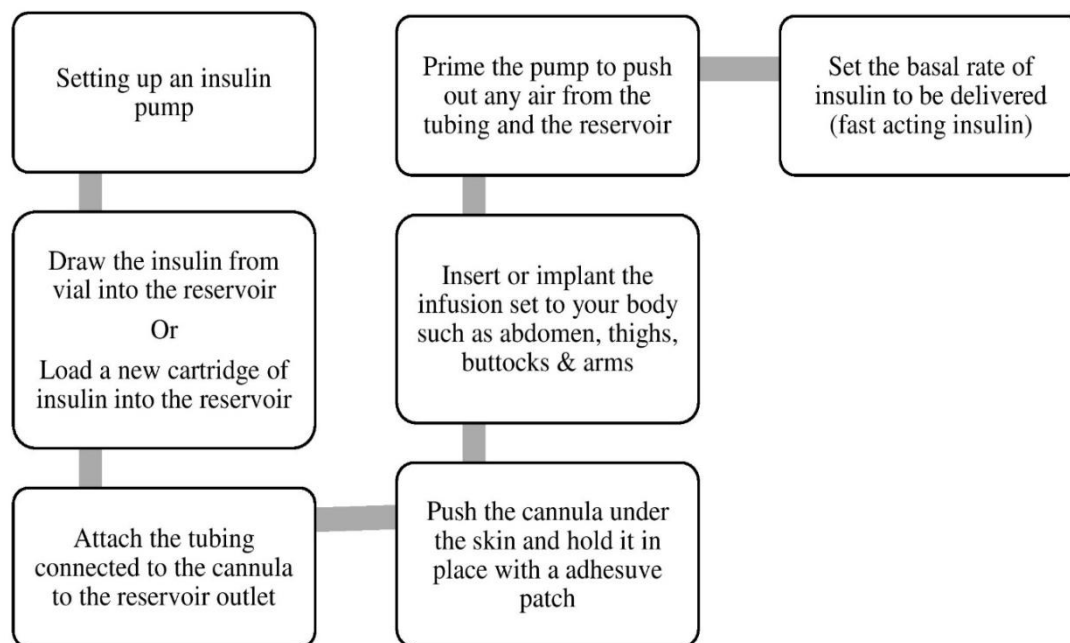 Setting up an insulin
pump
Draw the insulin from
vial into the reservoir
Or
Load a new cartridge of
insulin into the reservoir
Attach the tubing
connected to the cannula
to the reservoir outlet
Push the cannula under
the skin and hold it in
place with a adhesuve
patch
Insert or implant the
infusion set to your body
such as abdomen, thighs,
buttocks & arms
Prime the pump to push
out any air from the
tubing and the reservoir
Set the basal rate of
insulin to be delivered
(fast acting insulin)